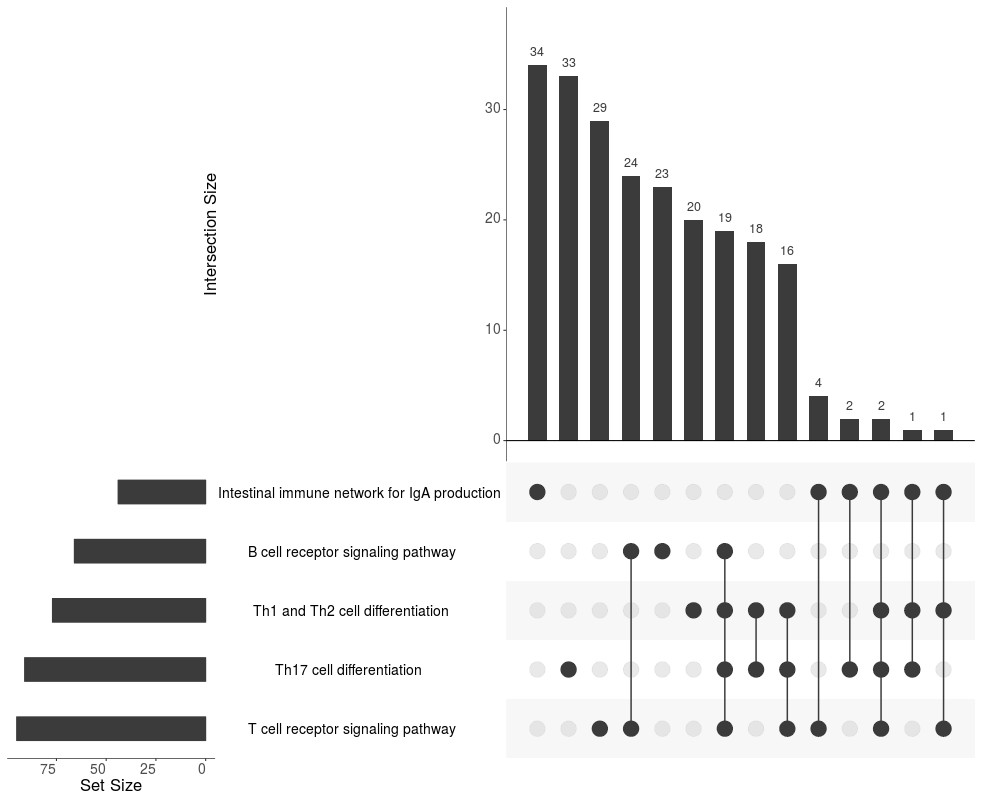 34
33
29
24
23
20
19
18
16
4
2
2
1
1
30
20
10
0
Intersection Size
Intestinal immune network for IgA production
B cell receptor signaling pathway
Th1 and Th2 cell differentiation
Th17 cell differentiation
T cell receptor signaling pathway
75 50 25 0
Set Size